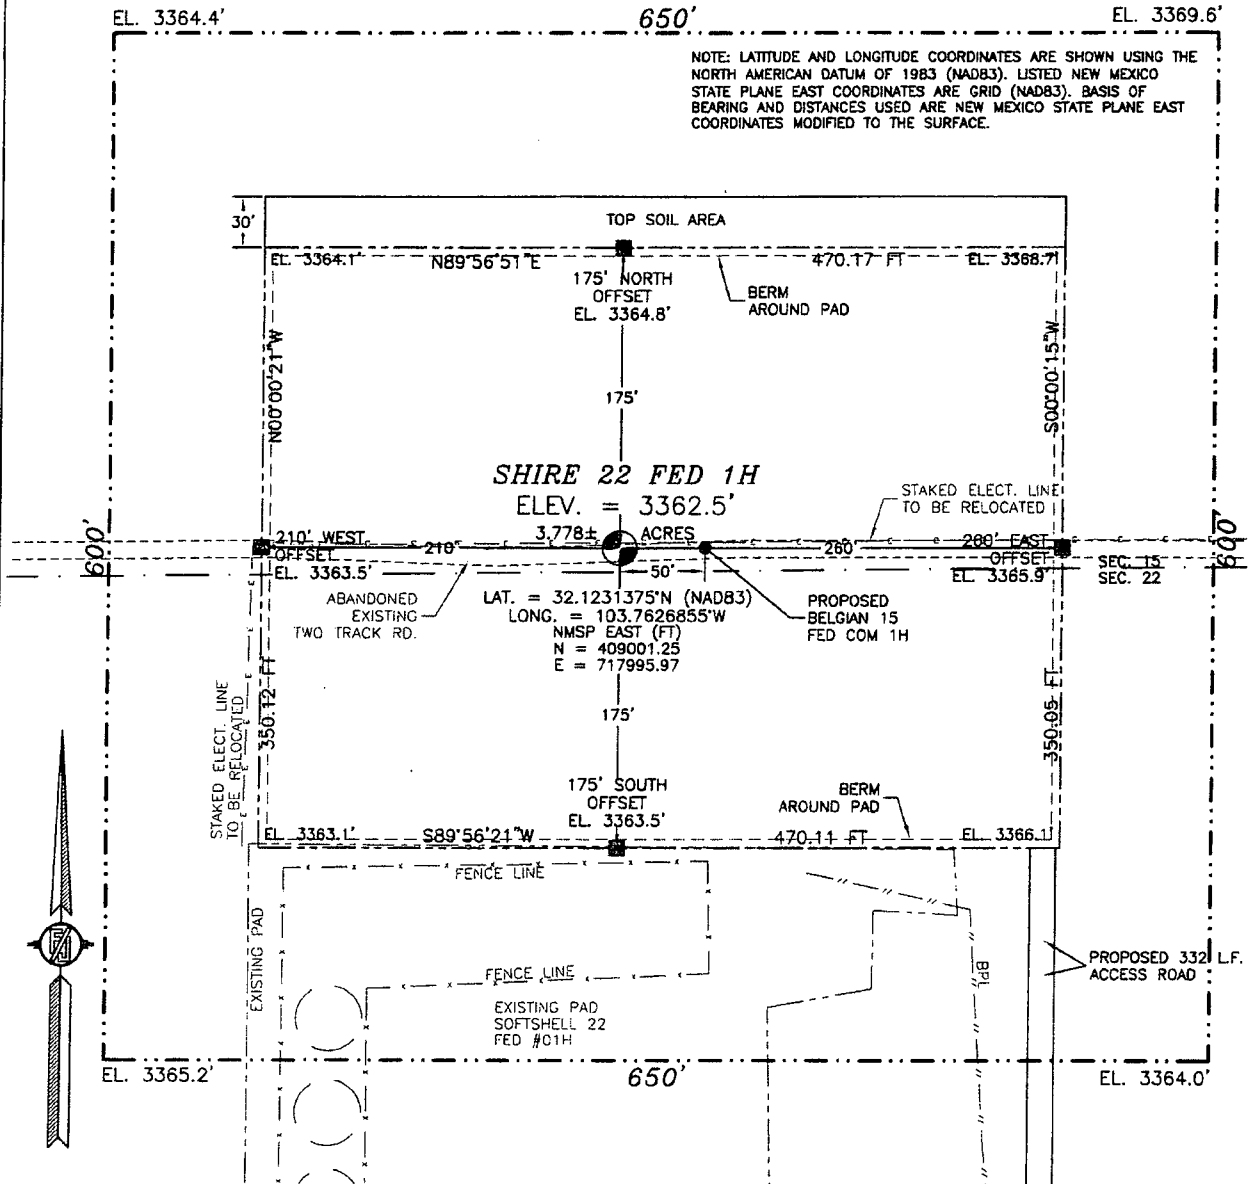 EL. 3364.4'
650'
EL. 3369.6'
NOTE: LATITUDE AND LONGITUDE COORDINATES ARE SHOWN USING THE
NORTH AMERICAN DATUM OF 1983 (NAD83). LISTED NEW MEXICO
STATE PLANE EAST COORDINATES ARE GRID (NAD83). BASIS OF
BEARING AND DISTANCES USED ARE NEW MEXICO STATE PLANE EAST
COORDINATES MODIFIED TO THE SURFACE.
30'
TOP SOIL AREA
EL. 3364.1'
N89°56'51"E
470.17 FT
EL. 3368.7'
175' NORTH
OFFSET
EL. 3364.8'
BERM
AROUND PAD
N00°00'21"W
S00°00'15"W
175'
SHIRE 22 FED 1H
ELEV. = 3362.5'
STAKED ELECT. LINE
TO BE RELOCATED
600'
210' WEST
OFFSET
EL. 3363.5'
210'
3.778± ACRES
50'
260'
260' EAST
OFFSET
EL. 3365.9'
SEC. 15
SEC. 22
600'
ABANDONED
EXISTING
TWO TRACK RD.
LAT. = 32.1231375°N (NAD83)
LONG. = 103.7626855°W
NMSP EAST (FT)
N = 409001.25
E = 717995.97
PROPOSED
BELGIAN 15
FED COM 1H
STAKED ELECT. LINE
TO BE RELOCATED
350.12 FT
350.05 FT
175'
175' SOUTH
OFFSET
EL. 3363.5'
BERM
AROUND PAD
EL. 3363.1'
S89°56'21"W
470.11 FT
EL. 3366.1'
FENCE LINE
EXISTING PAD
FENCE LINE
EXISTING PAD
SOFTSHELL 22
FED #01H
BPL
PROPOSED 332 L.F.
ACCESS ROAD
EL. 3365.2'
650'
EL. 3364.0'